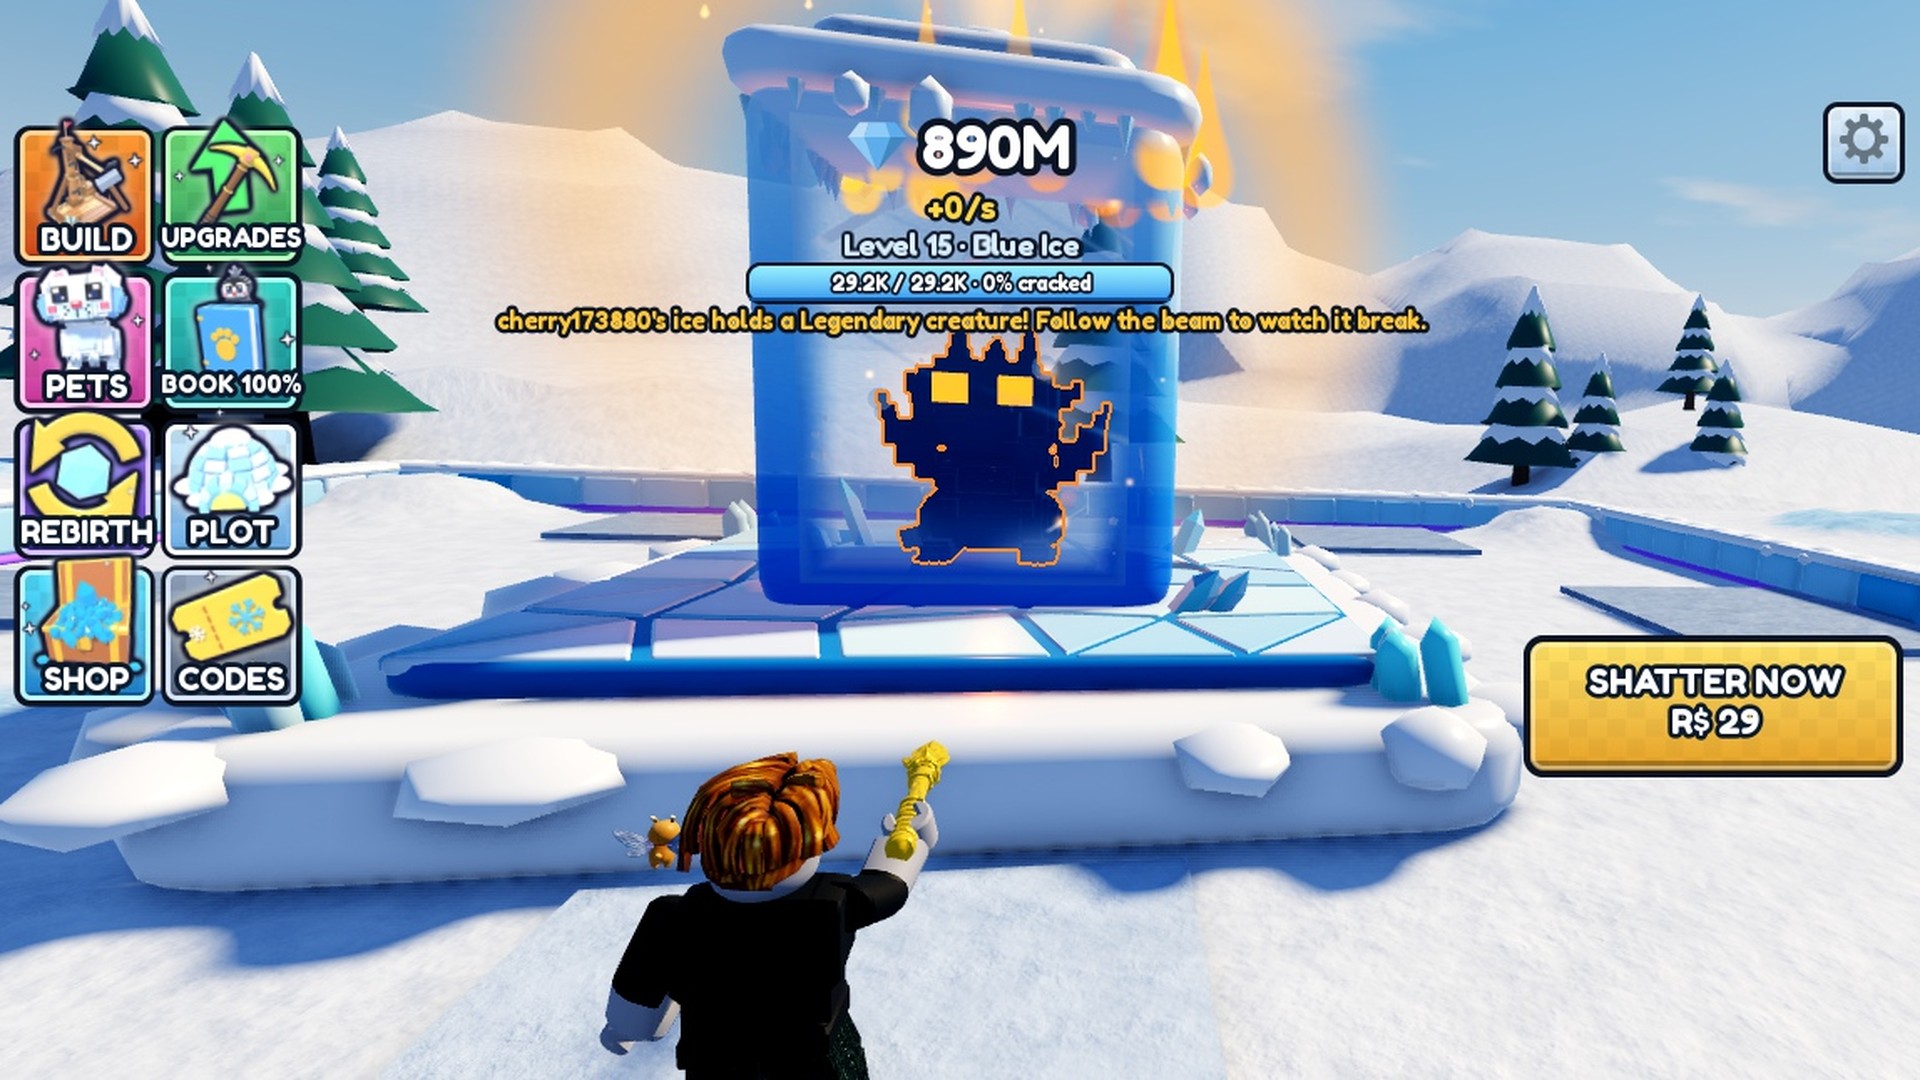 890M
+0/s
Level 15 · Blue Ice
29.2K / 29.2K · 0% cracked
cherry173880's ice holds a Legendary creature! Follow the beam to watch it break.
BUILD
UPGRADES
PETS
BOOK 100%
REBIRTH
PLOT
SHOP
CODES
SHATTER NOW
R$ 29